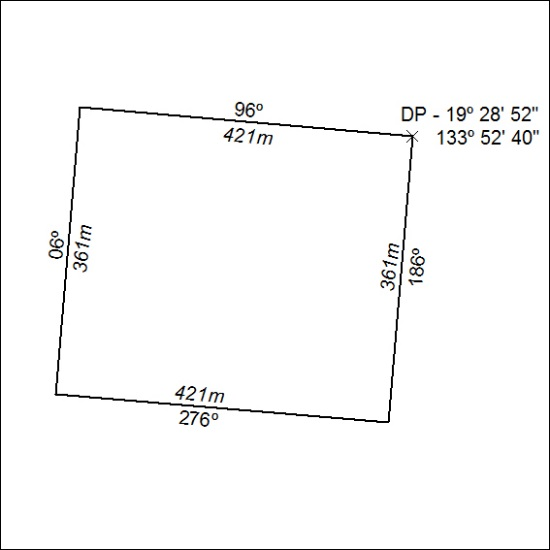 96º
421m
DP - 19º 28' 52"
133º 52' 40"
06º
361m
361m
186º
421m
276º